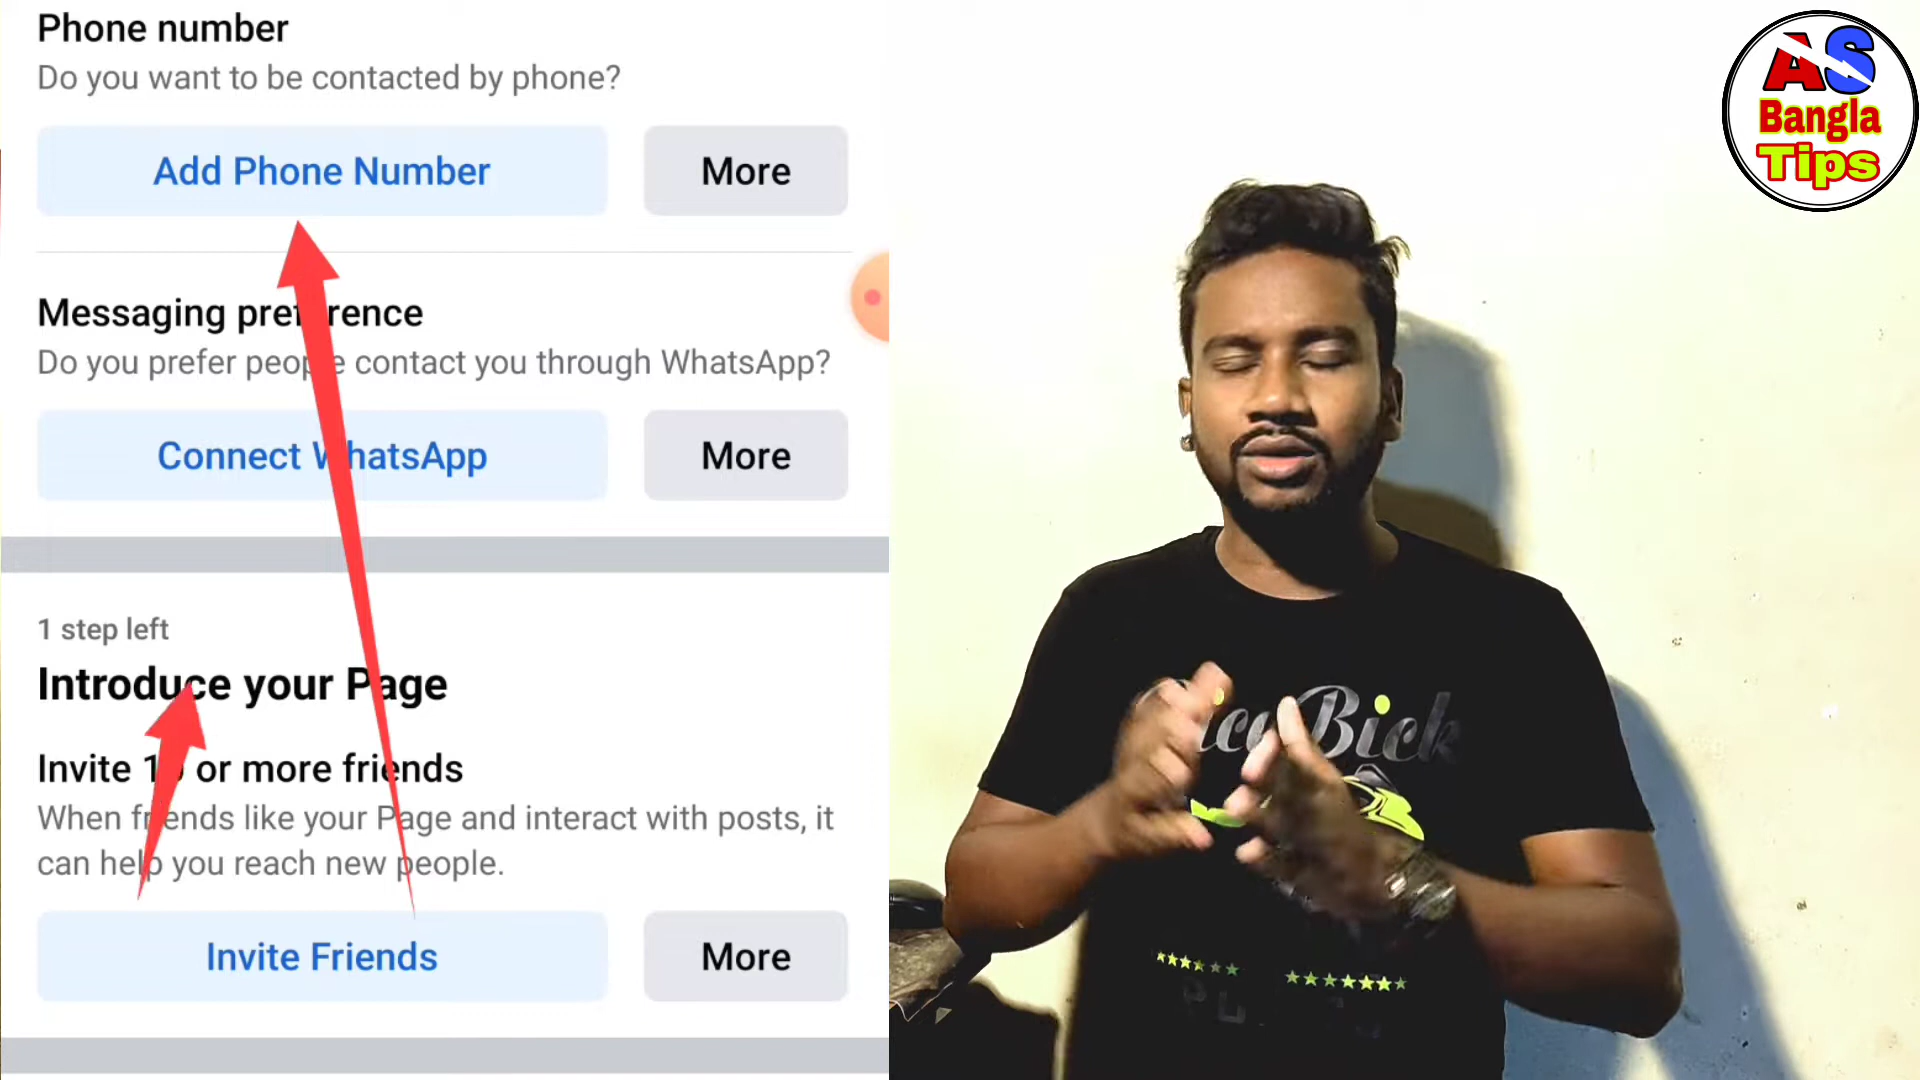 Phone number
Do you want to be contacted by phone?
Add Phone Number
More
Messaging preference
Do you prefer people contact you through WhatsApp?
Connect WhatsApp
More
1 step left
Introduce your Page
Invite 10 or more friends
When friends like your Page and interact with posts, it
can help you reach new people.
Invite Friends
More
AS
Bangla
Tips
Bick